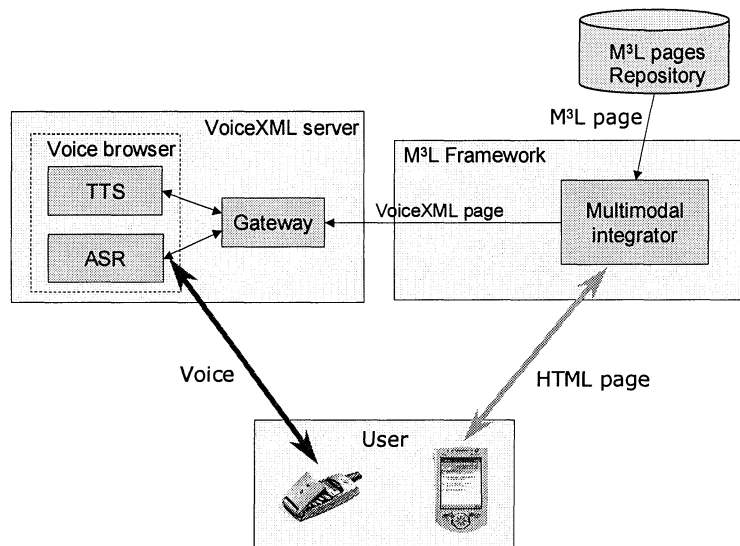 M³L pages
Repository
M³L page
VoiceXML server
Voice browser
TTS
ASR
Gateway
VoiceXML page
M³L Framework
Multimodal
integrator
Voice
HTML page
User